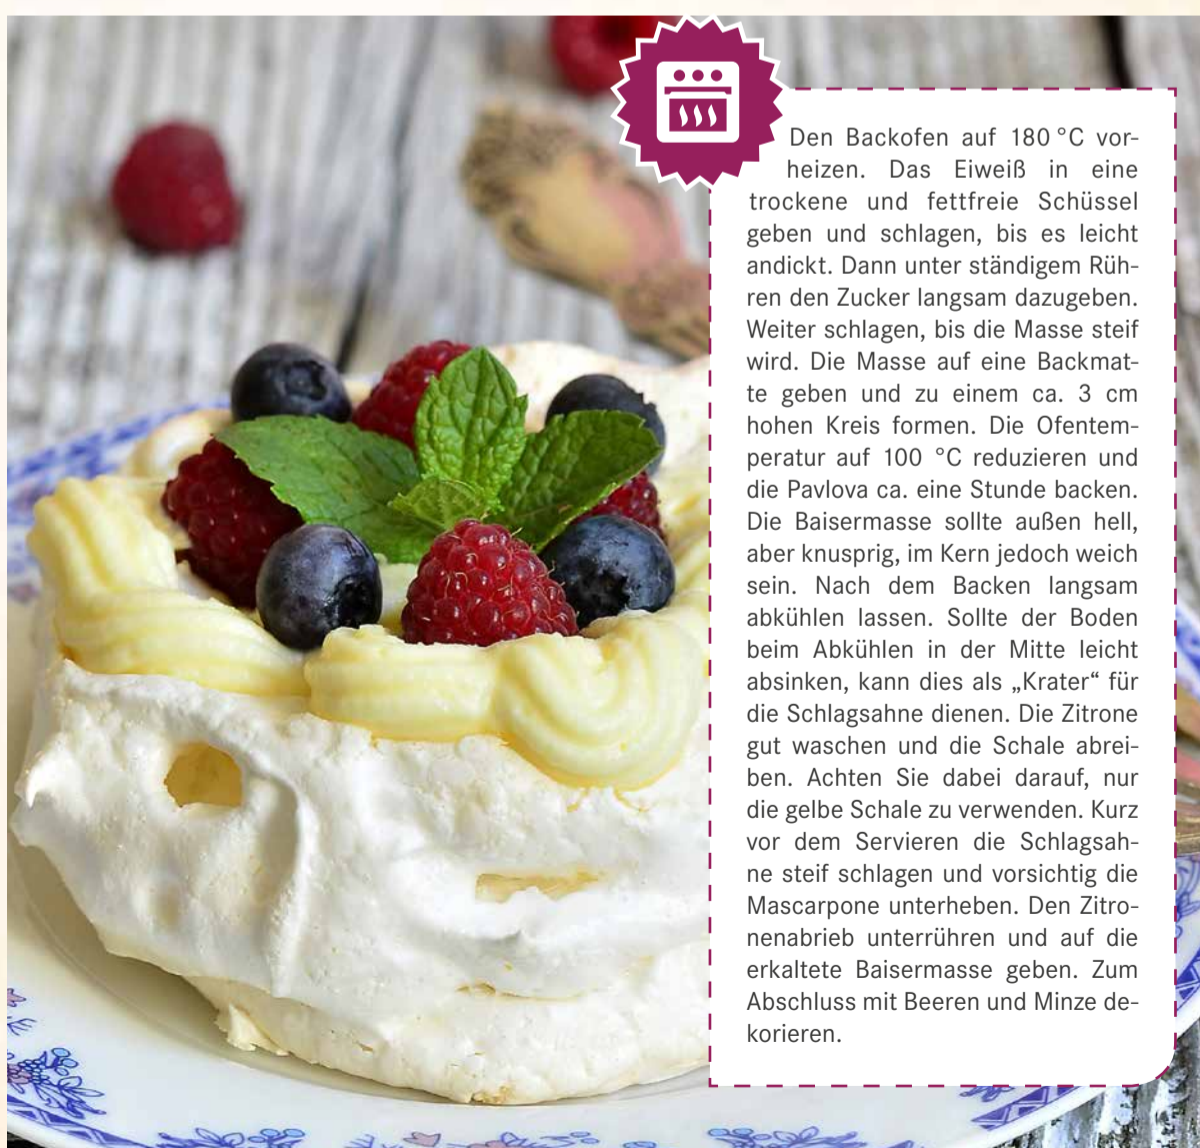 Den Backofen auf 180 °C vor-
heizen. Das Eiweiß in eine
trockene und fettfreie Schüssel
geben und schlagen, bis es leicht
andickt. Dann unter ständigem Rüh-
ren den Zucker langsam dazugeben.
Weiter schlagen, bis die Masse steif
wird. Die Masse auf eine Backmat-
te geben und zu einem ca. 3 cm
hohen Kreis formen. Die Ofentem-
peratur auf 100 °C reduzieren und
die Pavlova ca. eine Stunde backen.
Die Baisermasse sollte außen hell,
aber knusprig, im Kern jedoch weich
sein. Nach dem Backen langsam
abkühlen lassen. Sollte der Boden
beim Abkühlen in der Mitte leicht
absinken, kann dies als „Krater“ für
die Schlagsahne dienen. Die Zitrone
gut waschen und die Schale abrei-
ben. Achten Sie dabei darauf, nur
die gelbe Schale zu verwenden. Kurz
vor dem Servieren die Schlagsah-
ne steif schlagen und vorsichtig die
Mascarpone unterheben. Den Zitro-
nenabrieb unterrühren und auf die
erkaltete Baisermasse geben. Zum
Abschluss mit Beeren und Minze de-
korieren.